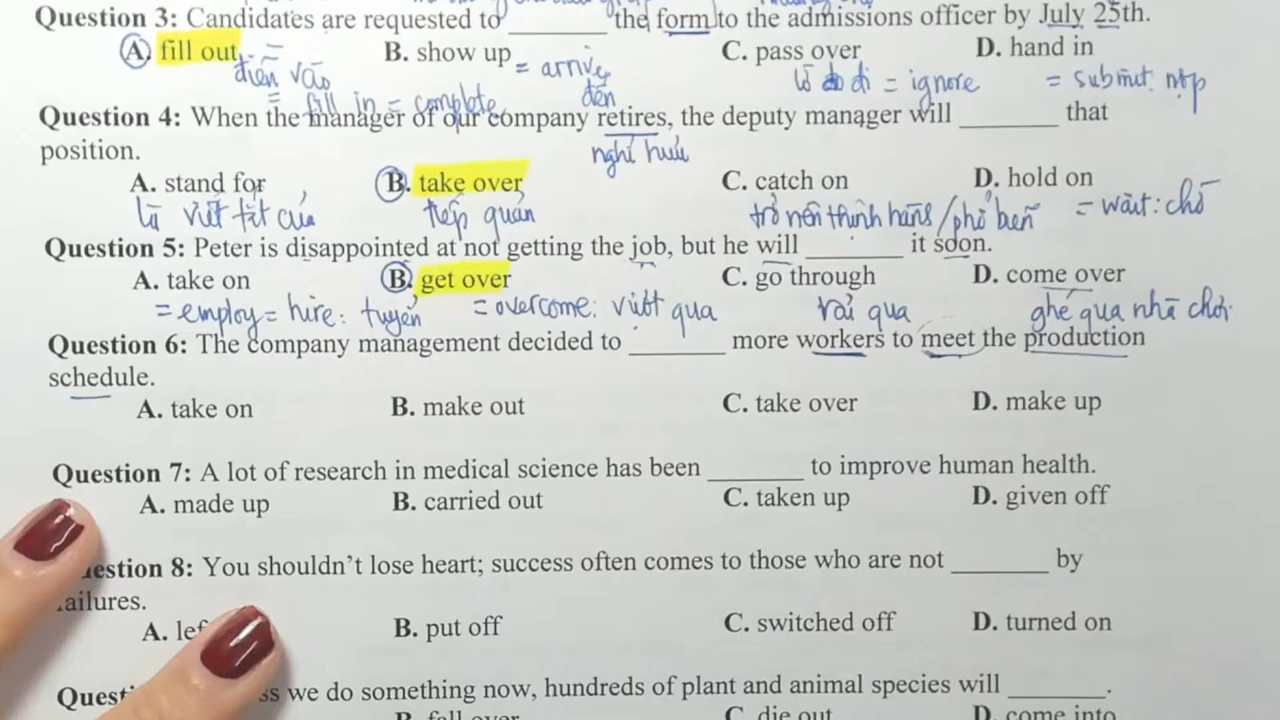 Question 3: Candidates are requested to ________ the form to the admissions officer by July 25th.
A. fill out B. show up C. pass over D. hand in
điền vào = arrive lờ đi = ignore = submit: nộp
= fill in = complete đến
Question 4: When the manager of our company retires, the deputy manager will ________ that
position. nghỉ hưu
A. stand for B. take over C. catch on D. hold on
là viết tắt của tiếp quản trở nên thịnh hành/phổ biến = wait: chờ
Question 5: Peter is disappointed at not getting the job, but he will ________ it soon.
A. take on B. get over C. go through D. come over
= employ = hire: tuyển = overcome: vượt qua trải qua ghé qua nhà chơi
Question 6: The company management decided to ________ more workers to meet the production
schedule.
A. take on B. make out C. take over D. make up
Question 7: A lot of research in medical science has been ________ to improve human health.
A. made up B. carried out C. taken up D. given off
estion 8: You shouldn't lose heart; success often comes to those who are not ________ by
ailures.
A. lef B. put off C. switched off D. turned on
Quest ss we do something now, hundreds of plant and animal species will ________.
B. fall over C. die out D. come into